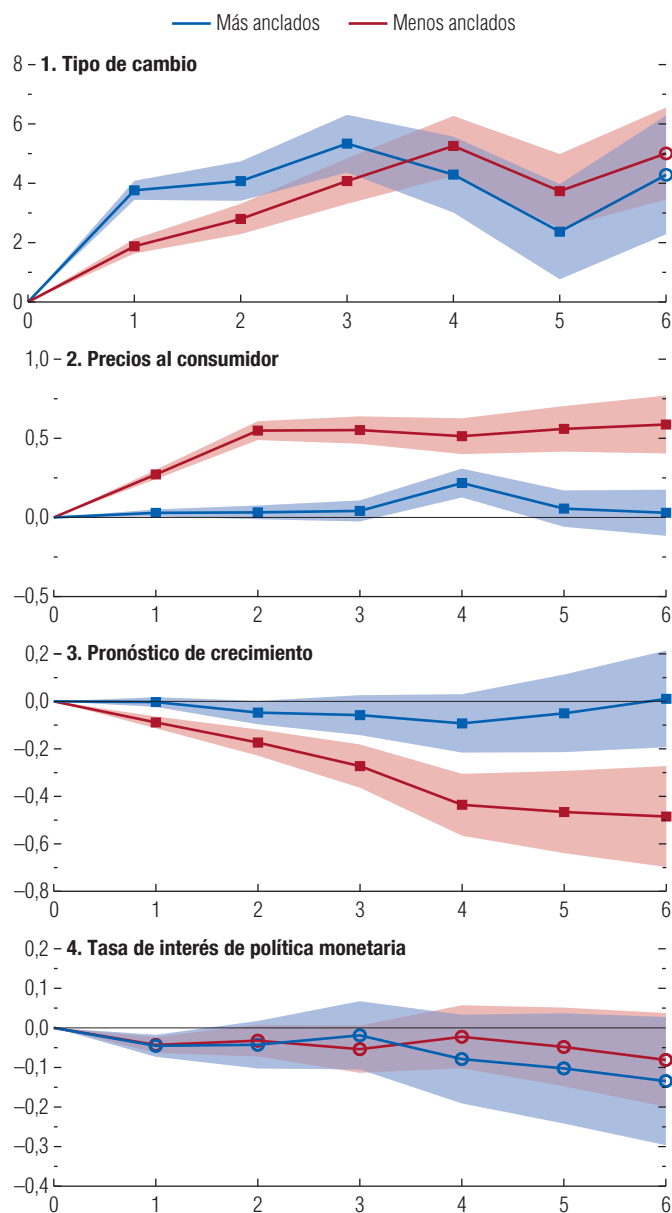 Más anclados Menos anclados
1. Tipo de cambio
8
6
4
2
0
0 1 2 3 4 5 6
2. Precios al consumidor
1,0
0,5
0,0
–0,5
0 1 2 3 4 5 6
3. Pronóstico de crecimiento
0,2
0,0
–0,2
–0,4
–0,6
–0,8
0 1 2 3 4 5 6
4. Tasa de interés de política monetaria
0,2
0,1
0,0
–0,1
–0,2
–0,3
–0,4
0 1 2 3 4 5 6